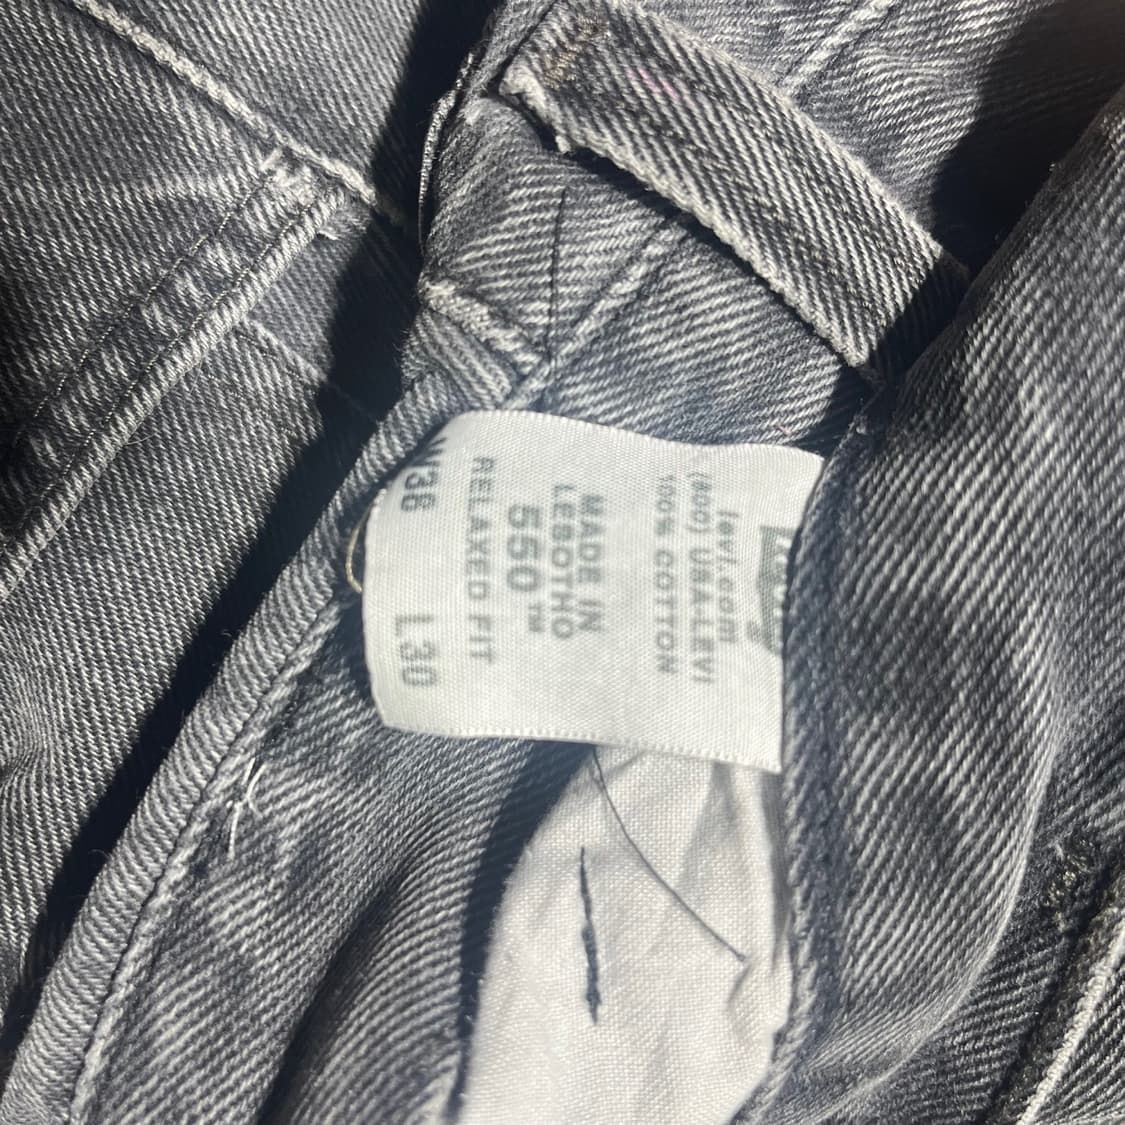 levi.com
(800) USA-LEVI
100% COTTON
MADE IN
LESOTHO
550™
RELAXED FIT
W36 L30